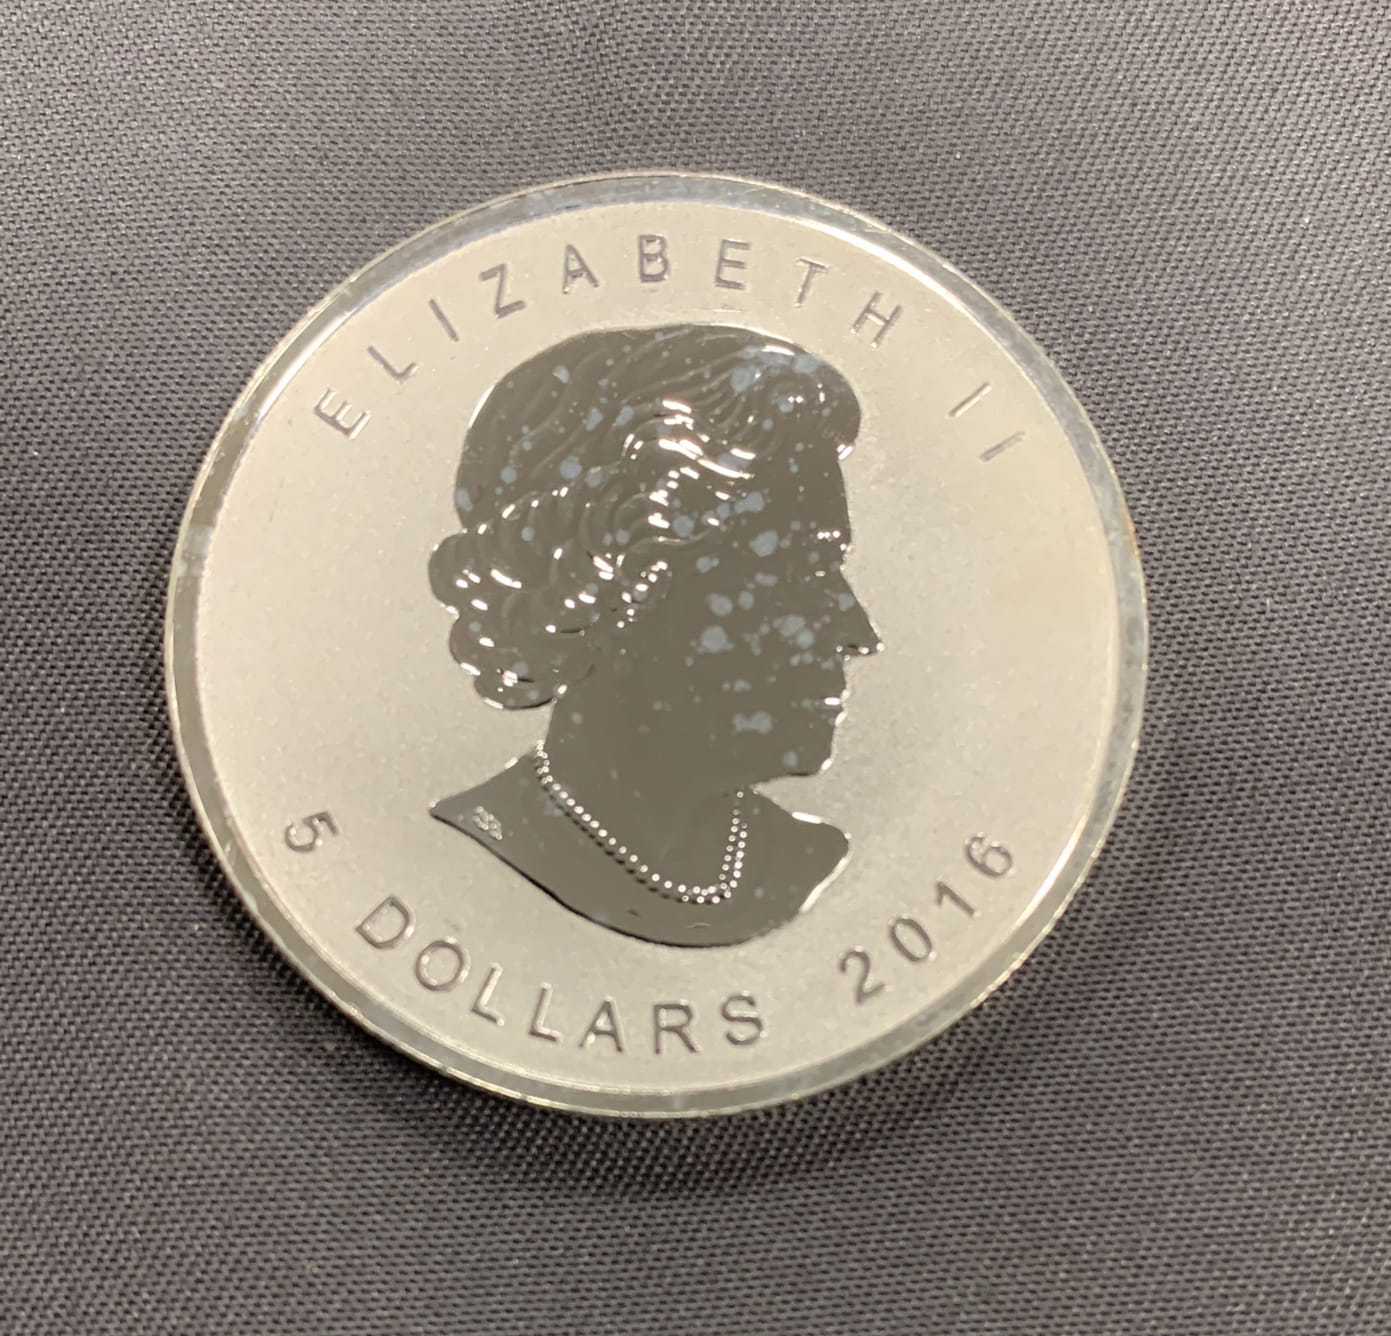 ELIZABETH II
5 DOLLARS 2016